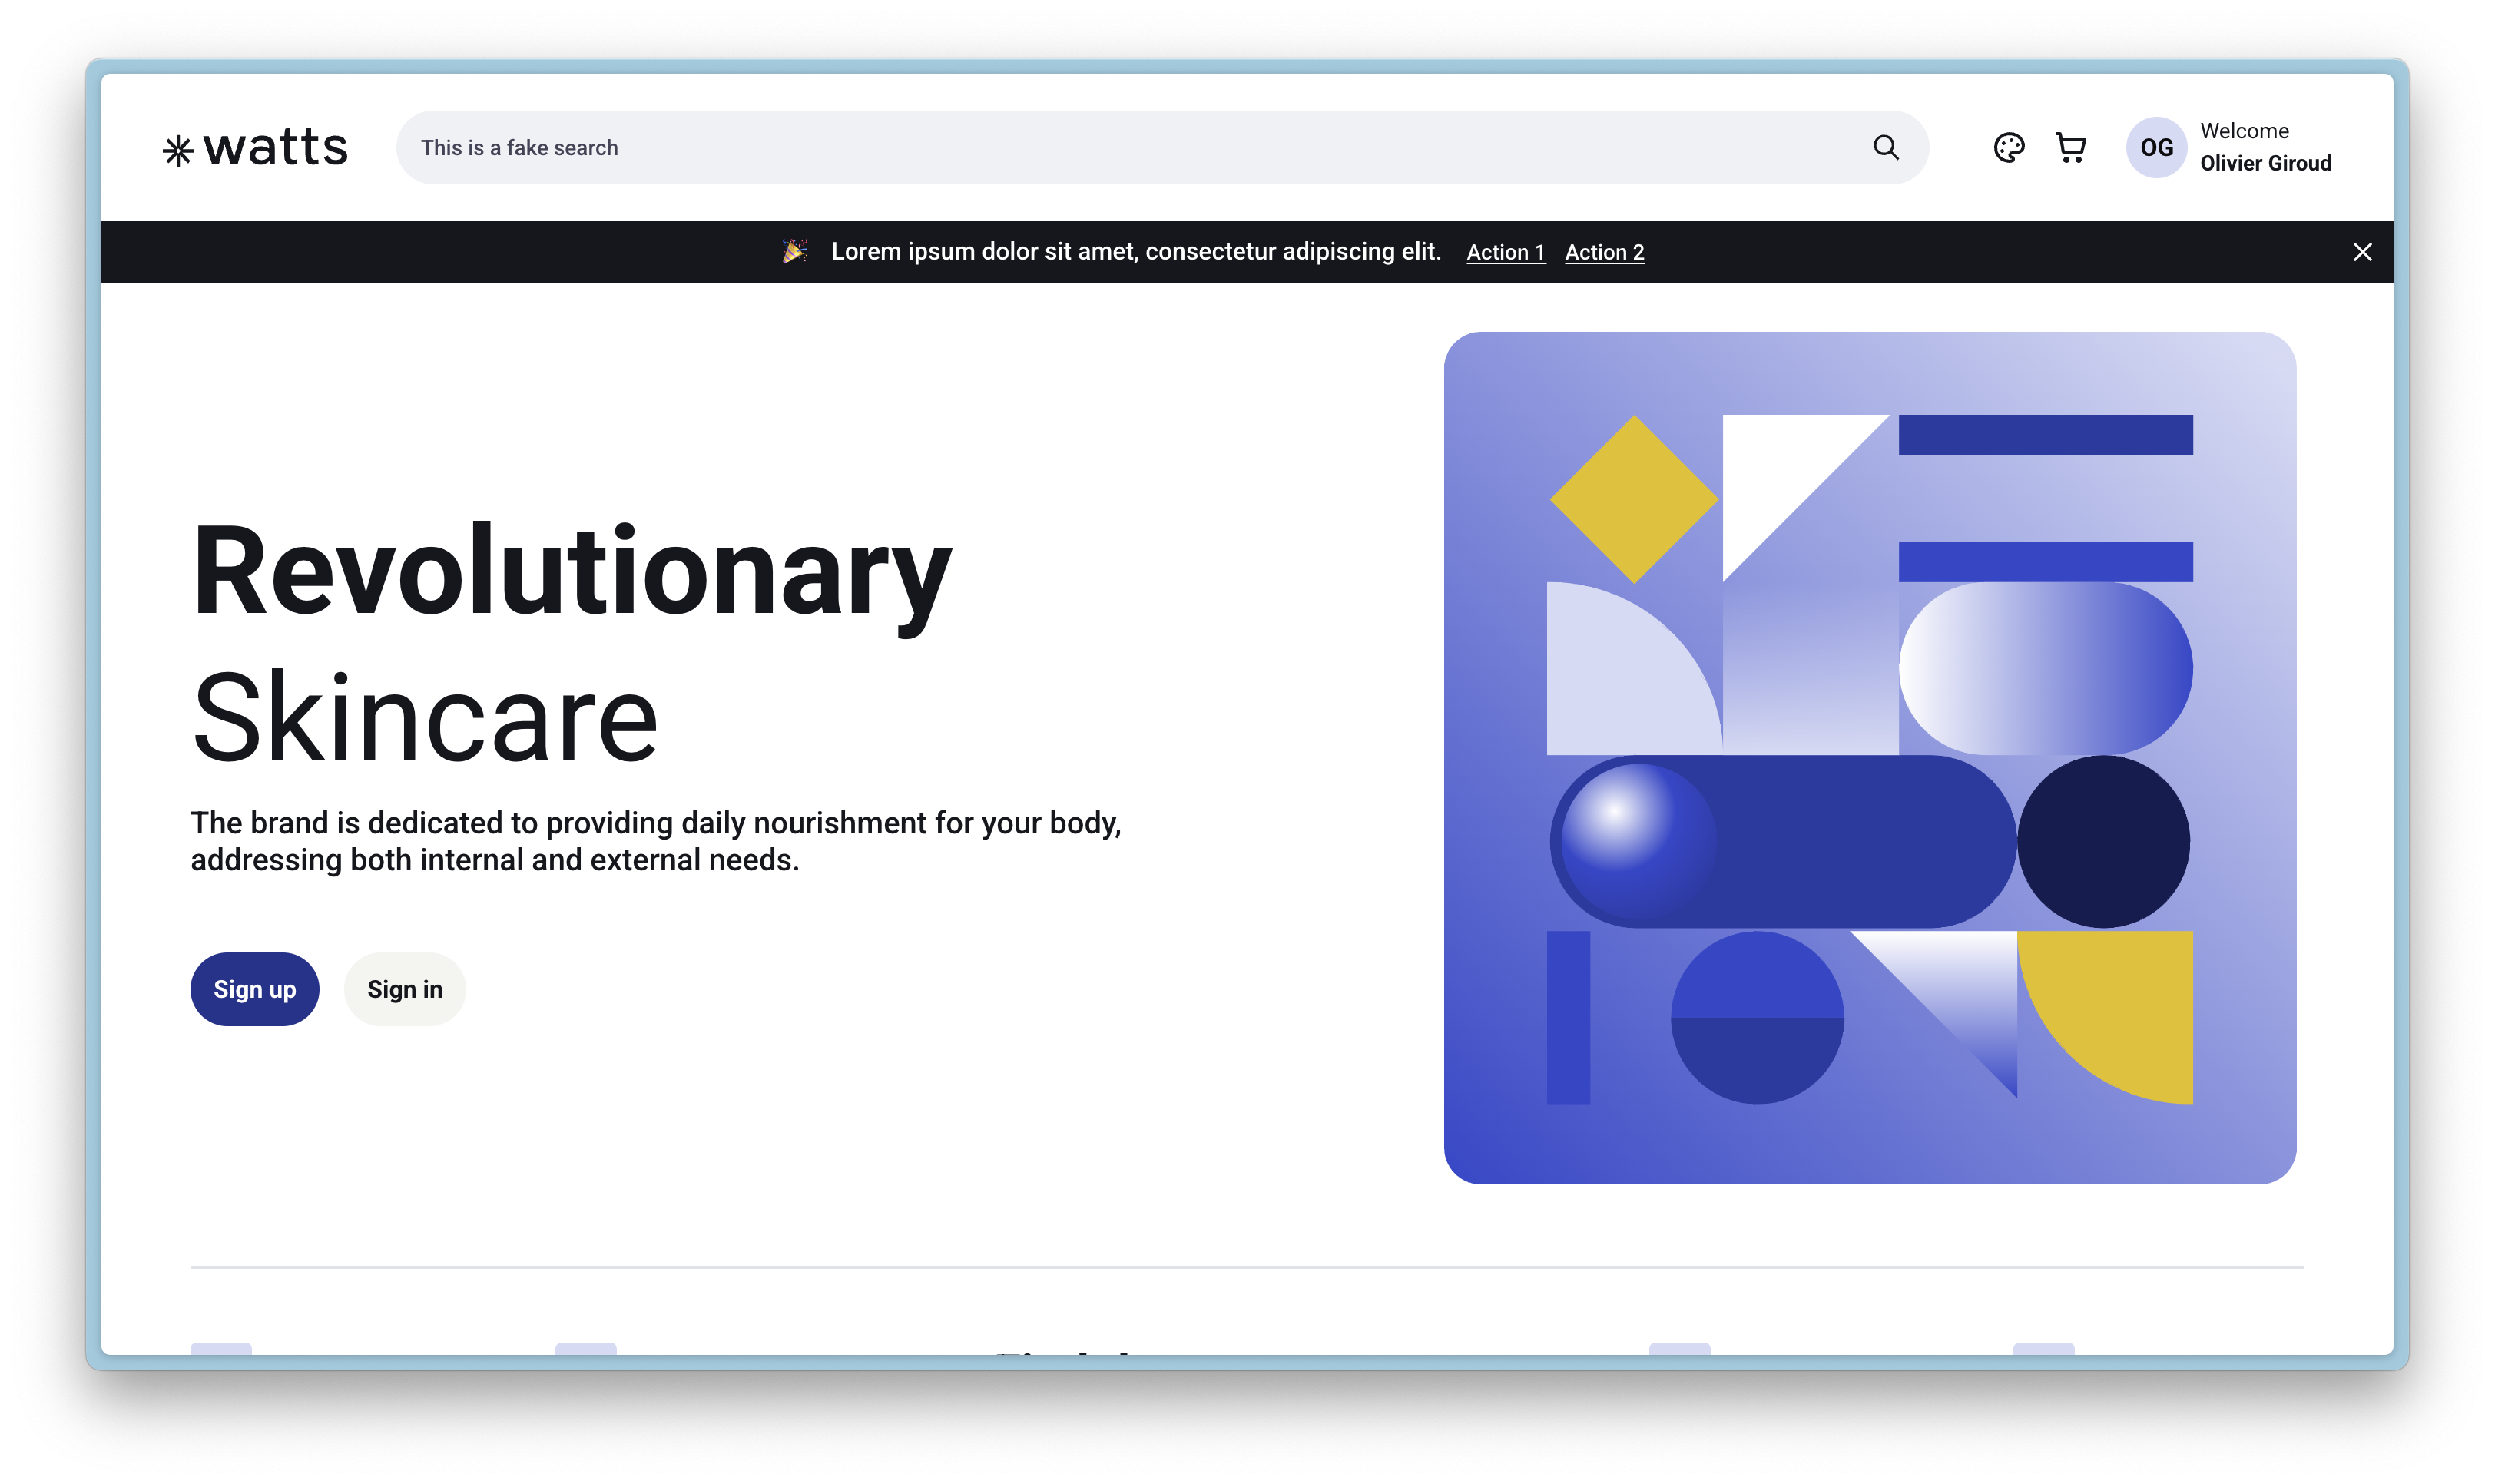 watts
This is a fake search
OG
Welcome
Olivier Giroud
Lorem ipsum dolor sit amet, consectetur adipiscing elit. Action 1 Action 2
Revolutionary
Skincare
The brand is dedicated to providing daily nourishment for your body,
addressing both internal and external needs.
Sign up Sign in